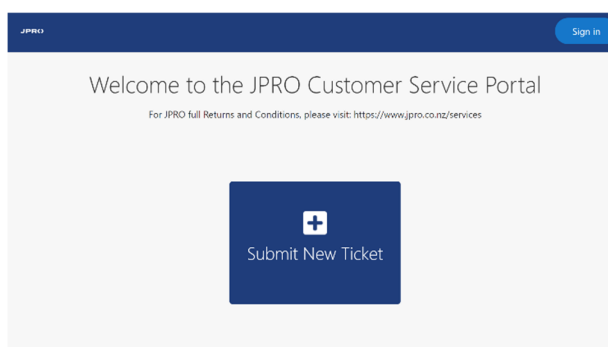 JPRO
Sign in
Welcome to the JPRO Customer Service Portal
For JPRO full Returns and Conditions, please visit: https://www.jpro.co.nz/services
Submit New Ticket